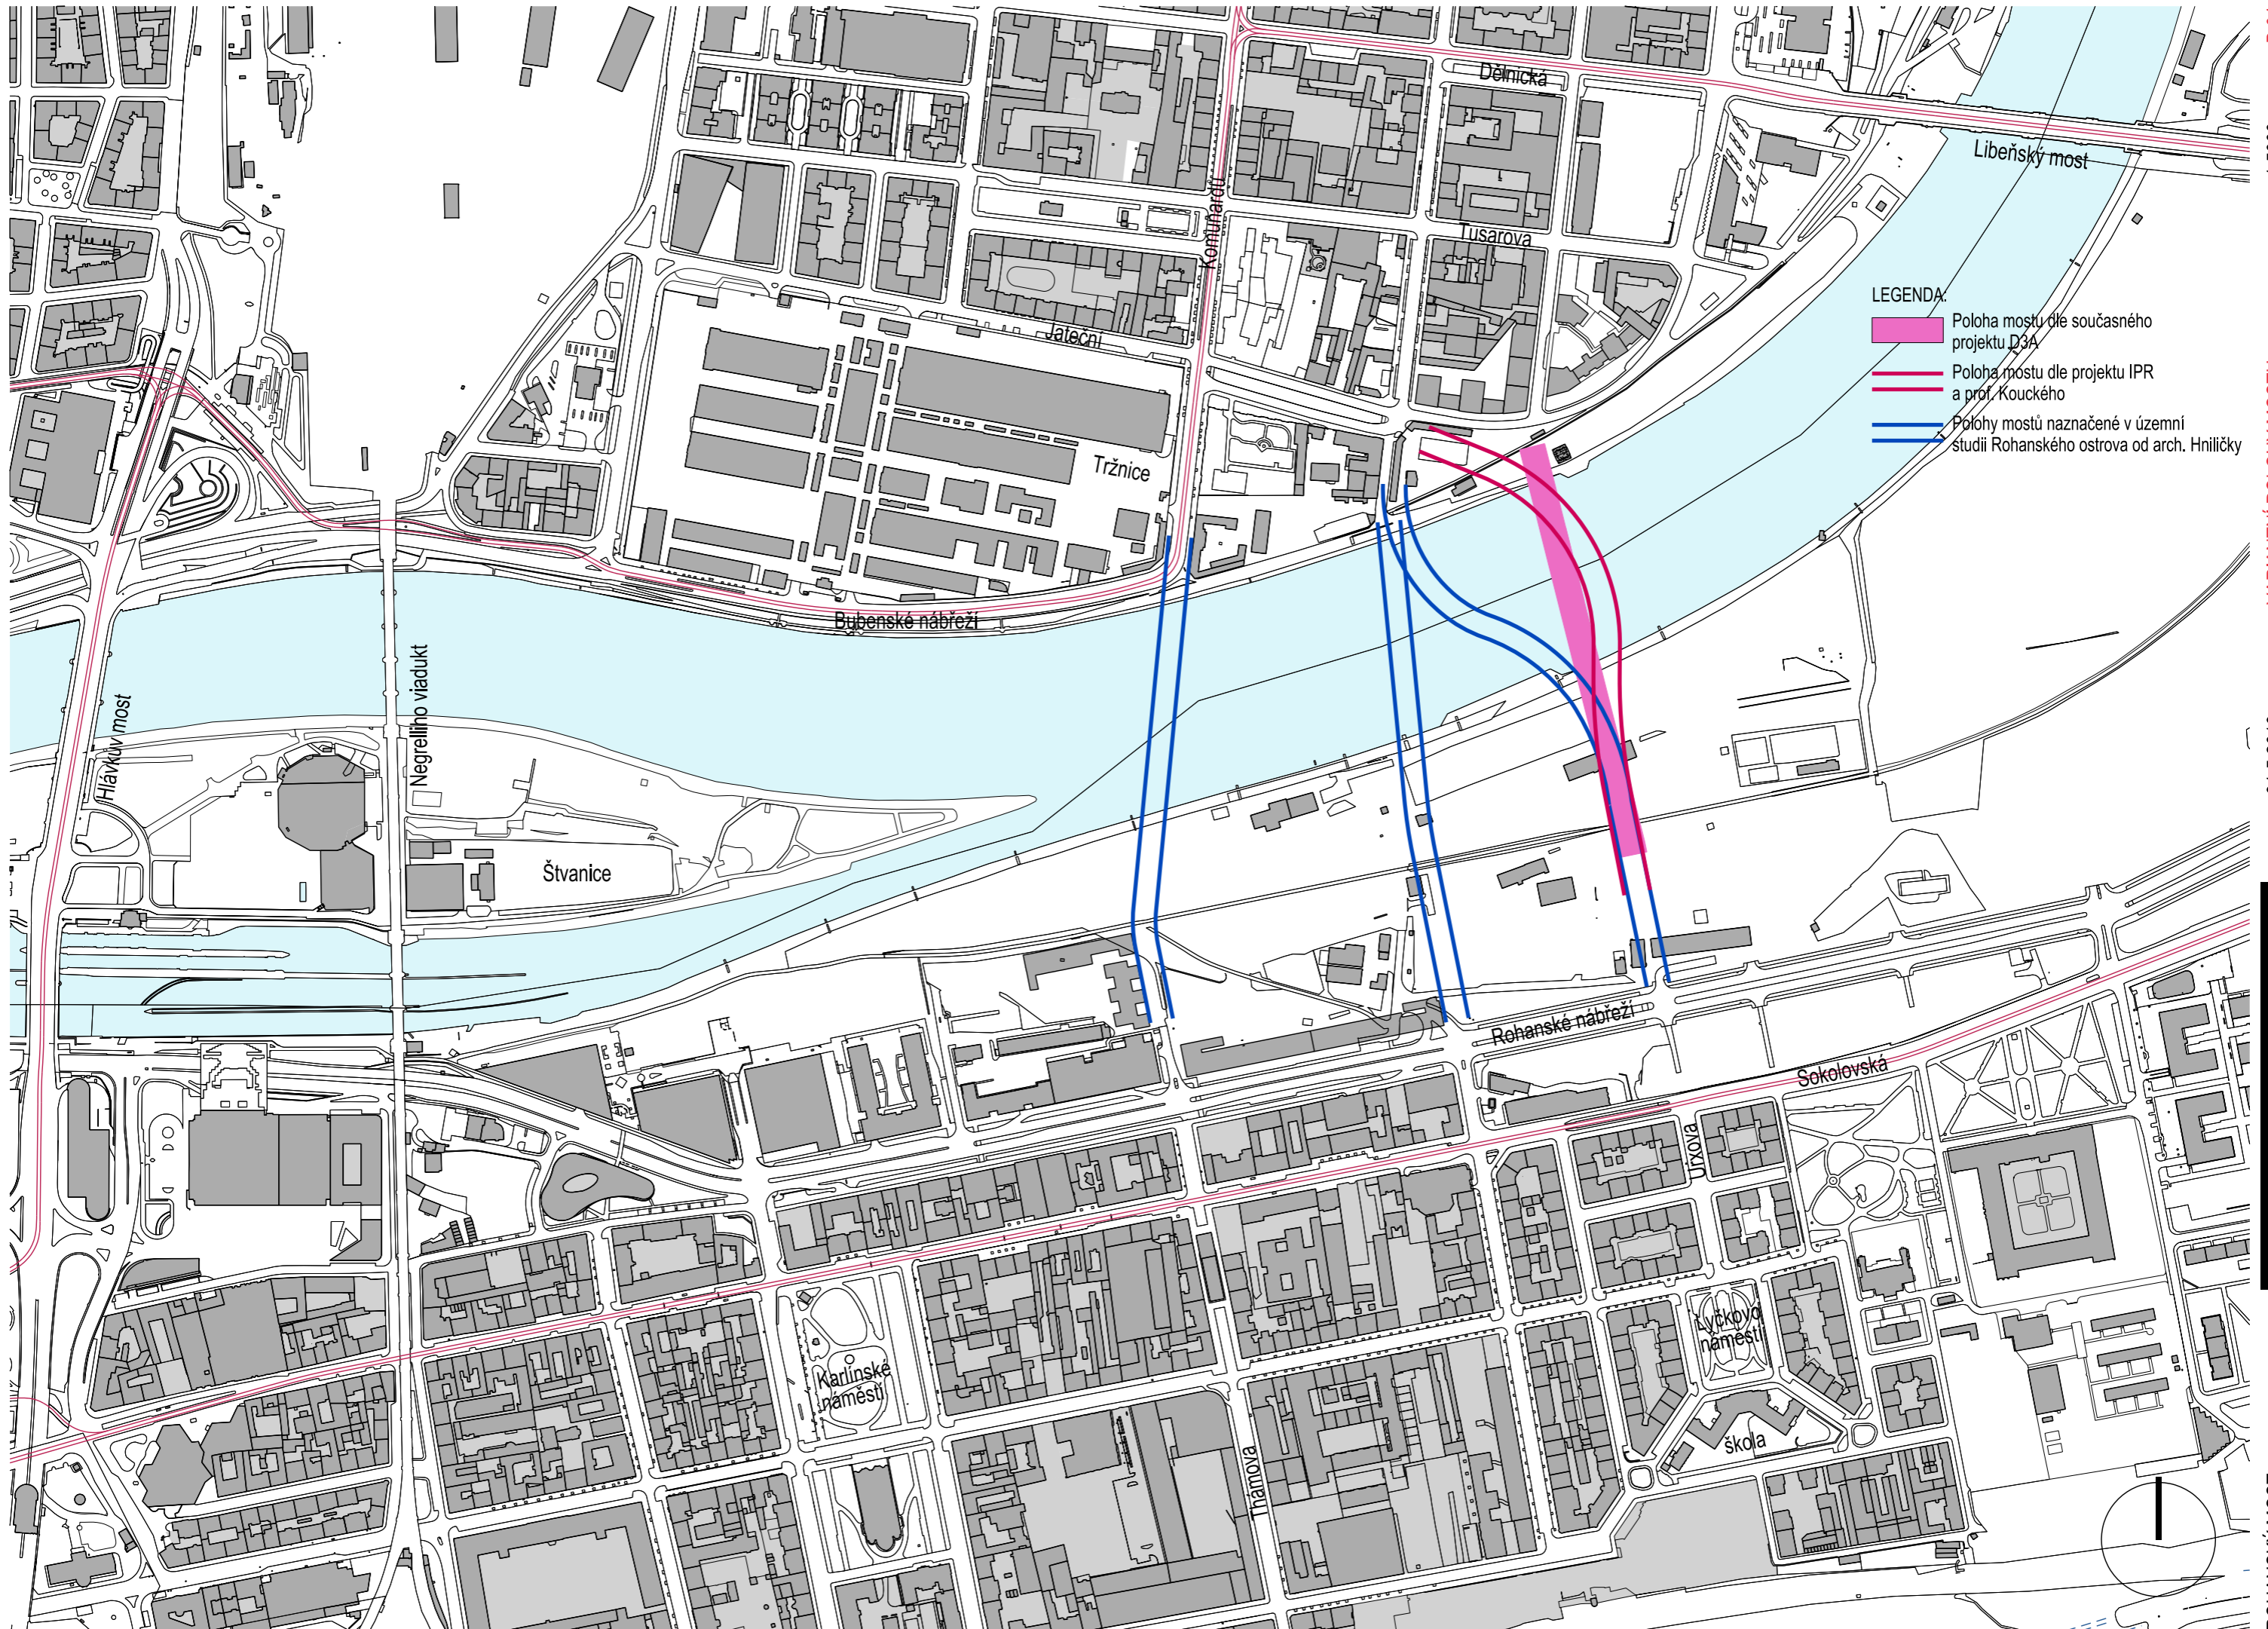 Dělnická
Libeňský most
Komunardů
Tusarova
LEGENDA:
Poloha mostu dle současného
projektu D3A
Poloha mostu dle projektu IPR
a prof. Kouckého
Polohy mostů naznačené v územní
studii Rohanského ostrova od arch. Hniličky
Jateční
Tržnice
Bubenské nábřeží
Hlávkův most
Negrelliho viadukt
Štvanice
Rohanské nábřeží
Sokolovská
Urxova
Lyčkovo
náměstí
Karlínské
náměstí
škola
Thámova